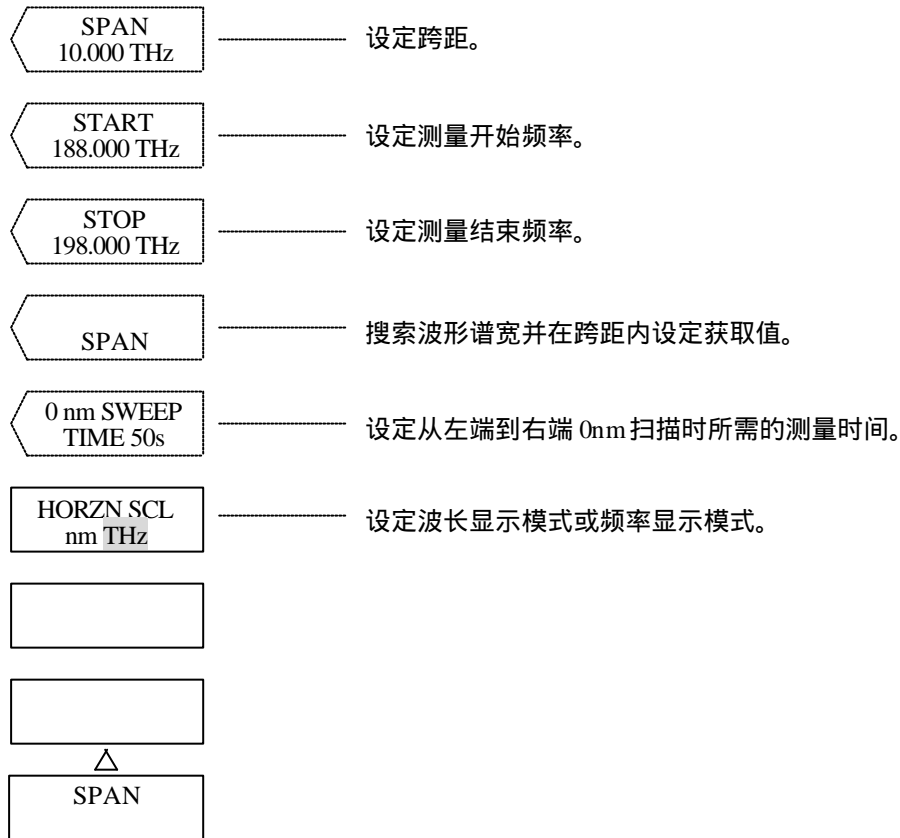 SPAN
10.000 THz
设定跨距。
START
188.000 THz
设定测量开始频率。
STOP
198.000 THz
设定测量结束频率。
SPAN
搜索波形谱宽并在跨距内设定获取值。
0 nm SWEEP
TIME 50s
设定从左端到右端 0nm 扫描时所需的测量时间。
HORZN SCL
nm THz
设定波长显示模式或频率显示模式。
SPAN